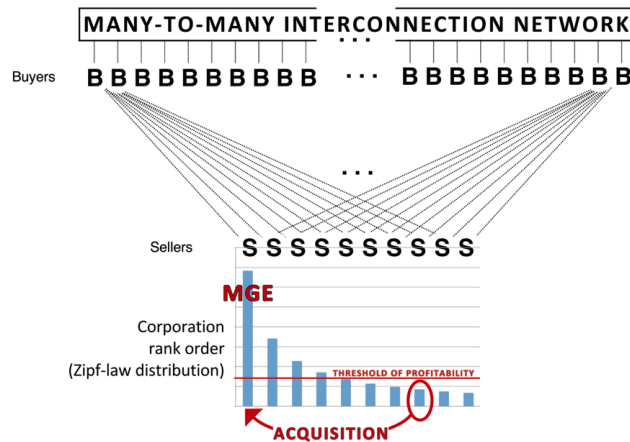 MANY-TO-MANY INTERCONNECTION NETWORK
...
Buyers B B B B B B B B B B ... B B B B B B B B B B
...
Sellers S S S S S S S S S S
MGE
Corporation
rank order
(Zipf-law distribution)
THRESHOLD OF PROFITABILITY
ACQUISITION